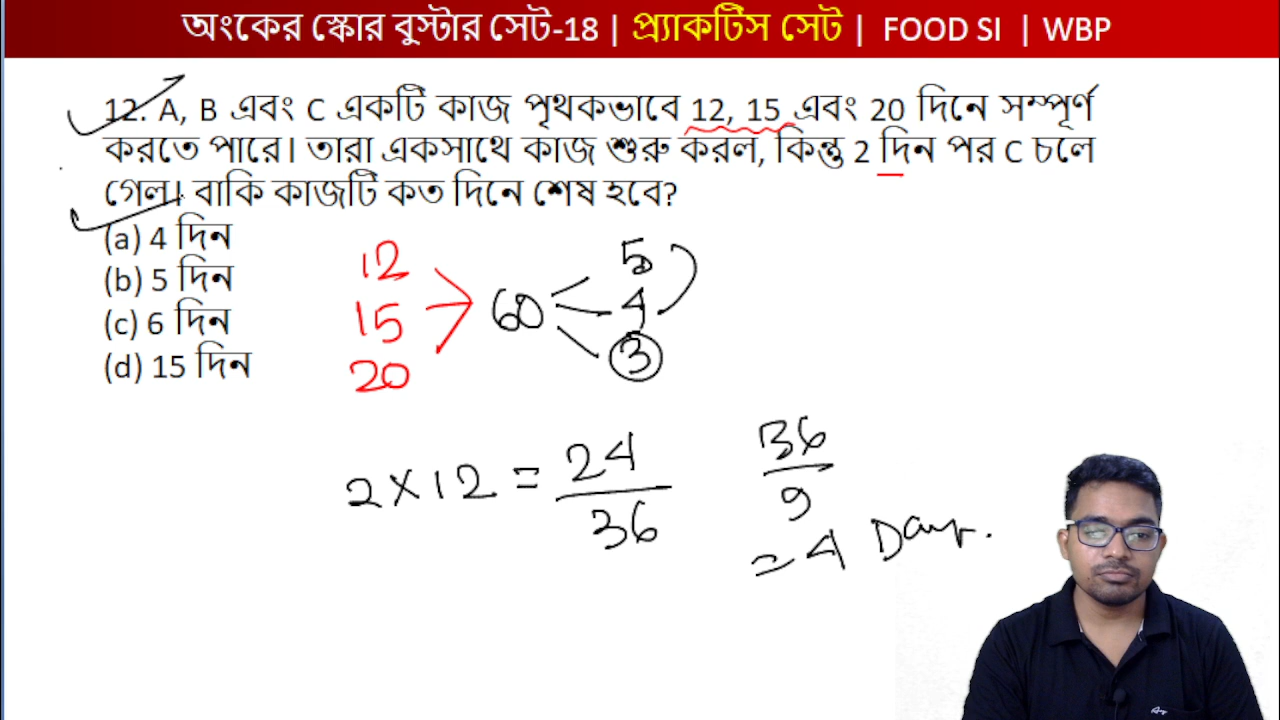 অংকের স্কোর বুস্টার সেট-18 | প্র্যাকটিস সেট | FOOD SI | WBP
12. A, B এবং C একটি কাজ পৃথকভাবে 12, 15 এবং 20 দিনে সম্পূর্ণ
করতে পারে। তারা একসাথে কাজ শুরু করল, কিন্তু 2 দিন পর C চলে
গেল। বাকি কাজটি কত দিনে শেষ হবে?
(a) 4 দিন
(b) 5 দিন
(c) 6 দিন
(d) 15 দিন
12
15
20
60
5
4
3
2 X 12 = 24
36
36
9
= 4 Days.